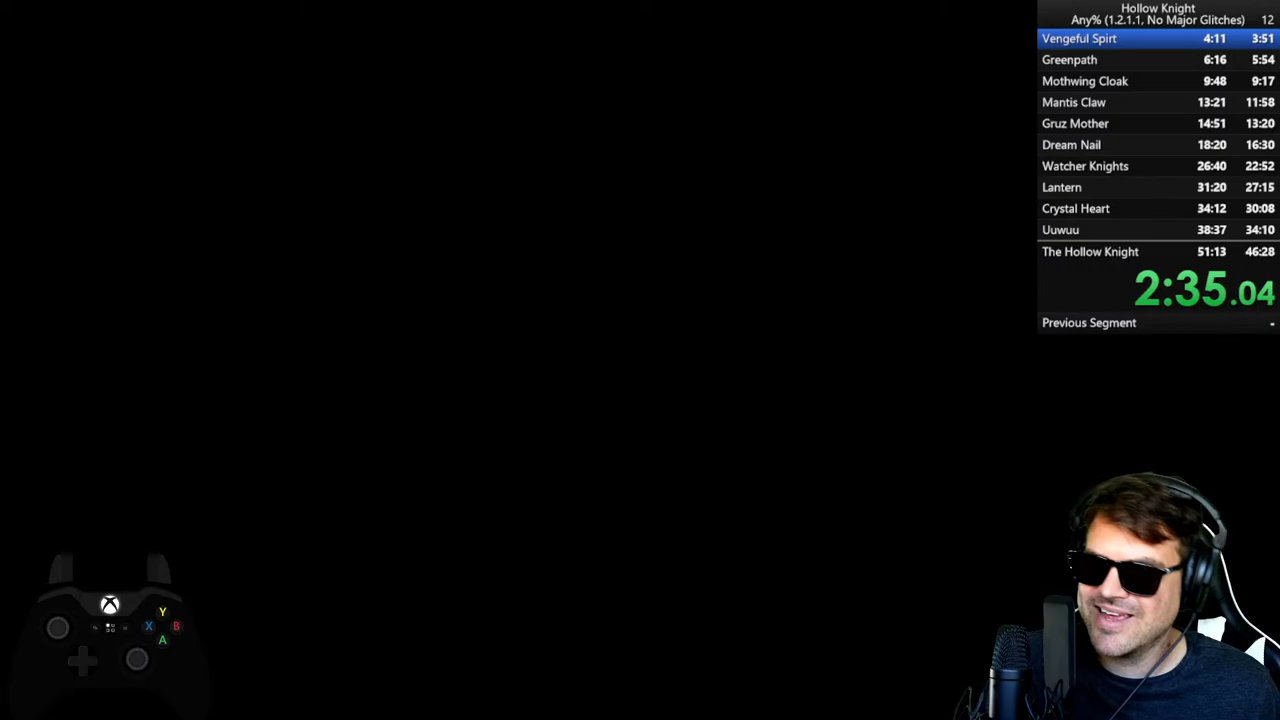 Hollow Knight
Any% (1.2.1.1, No Major Glitches) 12
Vengeful Spirt 4:11 3:51
Greenpath 6:16 5:54
Mothwing Cloak 9:48 9:17
Mantis Claw 13:21 11:58
Gruz Mother 14:51 13:20
Dream Nail 18:20 16:30
Watcher Knights 26:40 22:52
Lantern 31:20 27:15
Crystal Heart 34:12 30:08
Uuwuu 38:37 34:10
The Hollow Knight 51:13 46:28
2:35.04
Previous Segment -
Y
X B
A